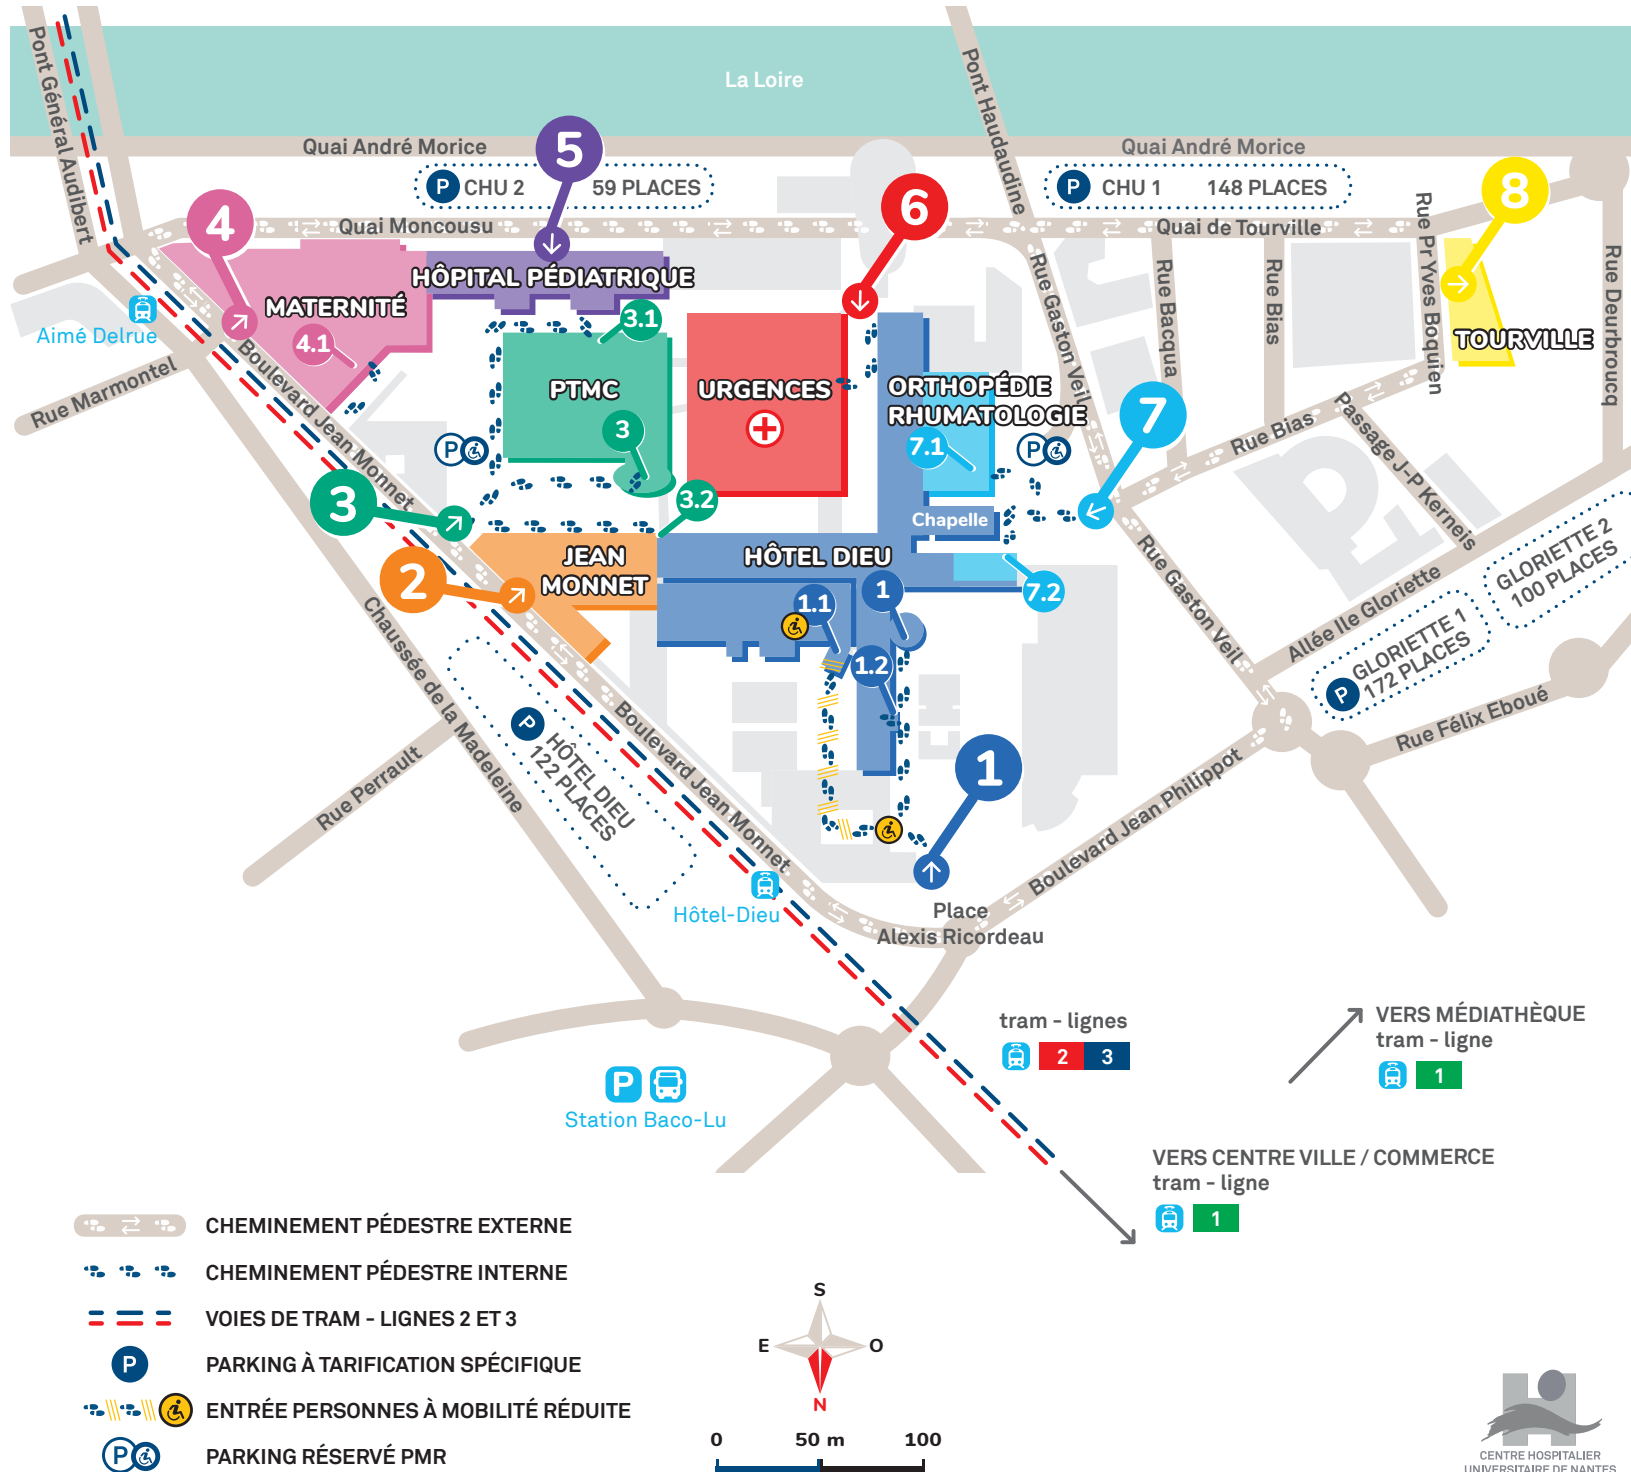 La Loire
Pont Général Audibert
Pont Haudaudine
Quai André Morice
Quai André Morice
5
P CHU 2 59 PLACES
P CHU 1 148 PLACES
8
6
4
Quai Moncousu
Quai de Tourville
Rue Pr Yves Boquien
Rue Deurbroucq
HÔPITAL PÉDIATRIQUE
MATERNITÉ
4.1
3.1
Rue Gaston Veil
Rue Bacqua
Rue Bias
TOURVILLE
Aimé Delrue
Rue Marmontel
Boulevard Jean Monnet
PTMC
URGENCES
ORTHOPÉDIE
RHUMATOLOGIE
7
3
7.1
P
P
Rue Bias
Passage J-P Kerneis
3
3.2
Chapelle
2
JEAN
MONNET
HÔTEL DIEU
7.2
1.1
1
1.2
Rue Gaston Veil
Allée Ile Gloriette
GLORIETTE 2
100 PLACES
P GLORIETTE 1
172 PLACES
Chaussée de la Madeleine
P HÔTEL DIEU
122 PLACES
Boulevard Jean Monnet
Rue Perrault
1
Rue Félix Eboué
Boulevard Jean Philippot
Hôtel-Dieu
Place
Alexis Ricordeau
tram - lignes
2 3
VERS MÉDIATHÈQUE
tram - ligne
1
P
Station Baco-Lu
VERS CENTRE VILLE / COMMERCE
tram - ligne
1
CHEMINEMENT PÉDESTRE EXTERNE
CHEMINEMENT PÉDESTRE INTERNE
VOIES DE TRAM - LIGNES 2 ET 3
P PARKING À TARIFICATION SPÉCIFIQUE
ENTRÉE PERSONNES À MOBILITÉ RÉDUITE
P PARKING RÉSERVÉ PMR
S
E O
N
0 50 m 100
CENTRE HOSPITALIER
UNIVERSITAIRE DE NANTES